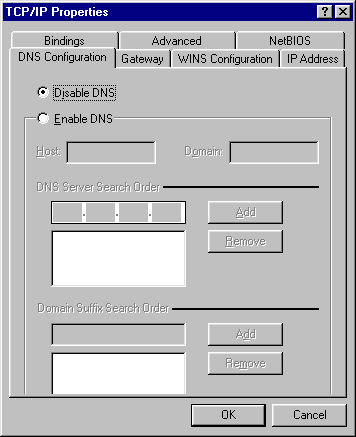 TCP/IP Properties
Bindings Advanced NetBIOS
DNS Configuration Gateway WINS Configuration IP Address
Disable DNS
Enable DNS
Host: Domain:
DNS Server Search Order
. . . Add
Remove
Domain Suffix Search Order
Add
Remove
OK Cancel